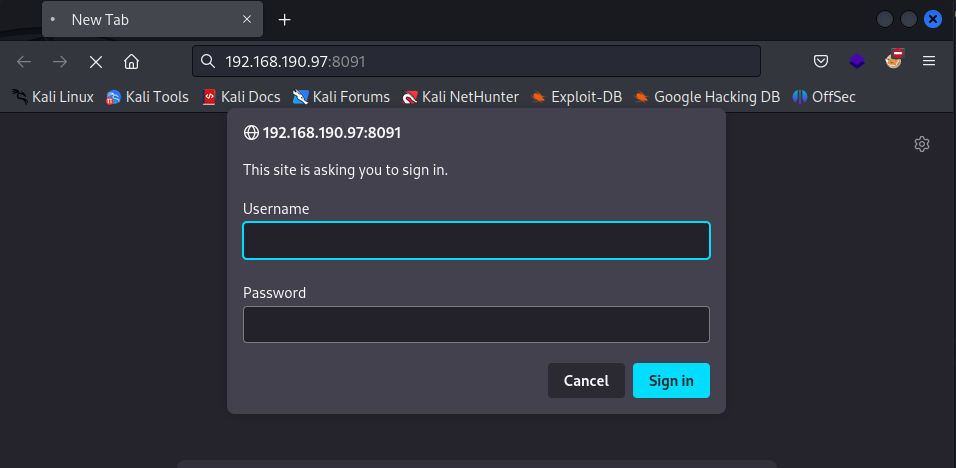 New Tab
192.168.190.97:8091
Kali Linux Kali Tools Kali Docs Kali Forums Kali NetHunter Exploit-DB Google Hacking DB OffSec
192.168.190.97:8091
This site is asking you to sign in.
Username
Password
Cancel Sign in